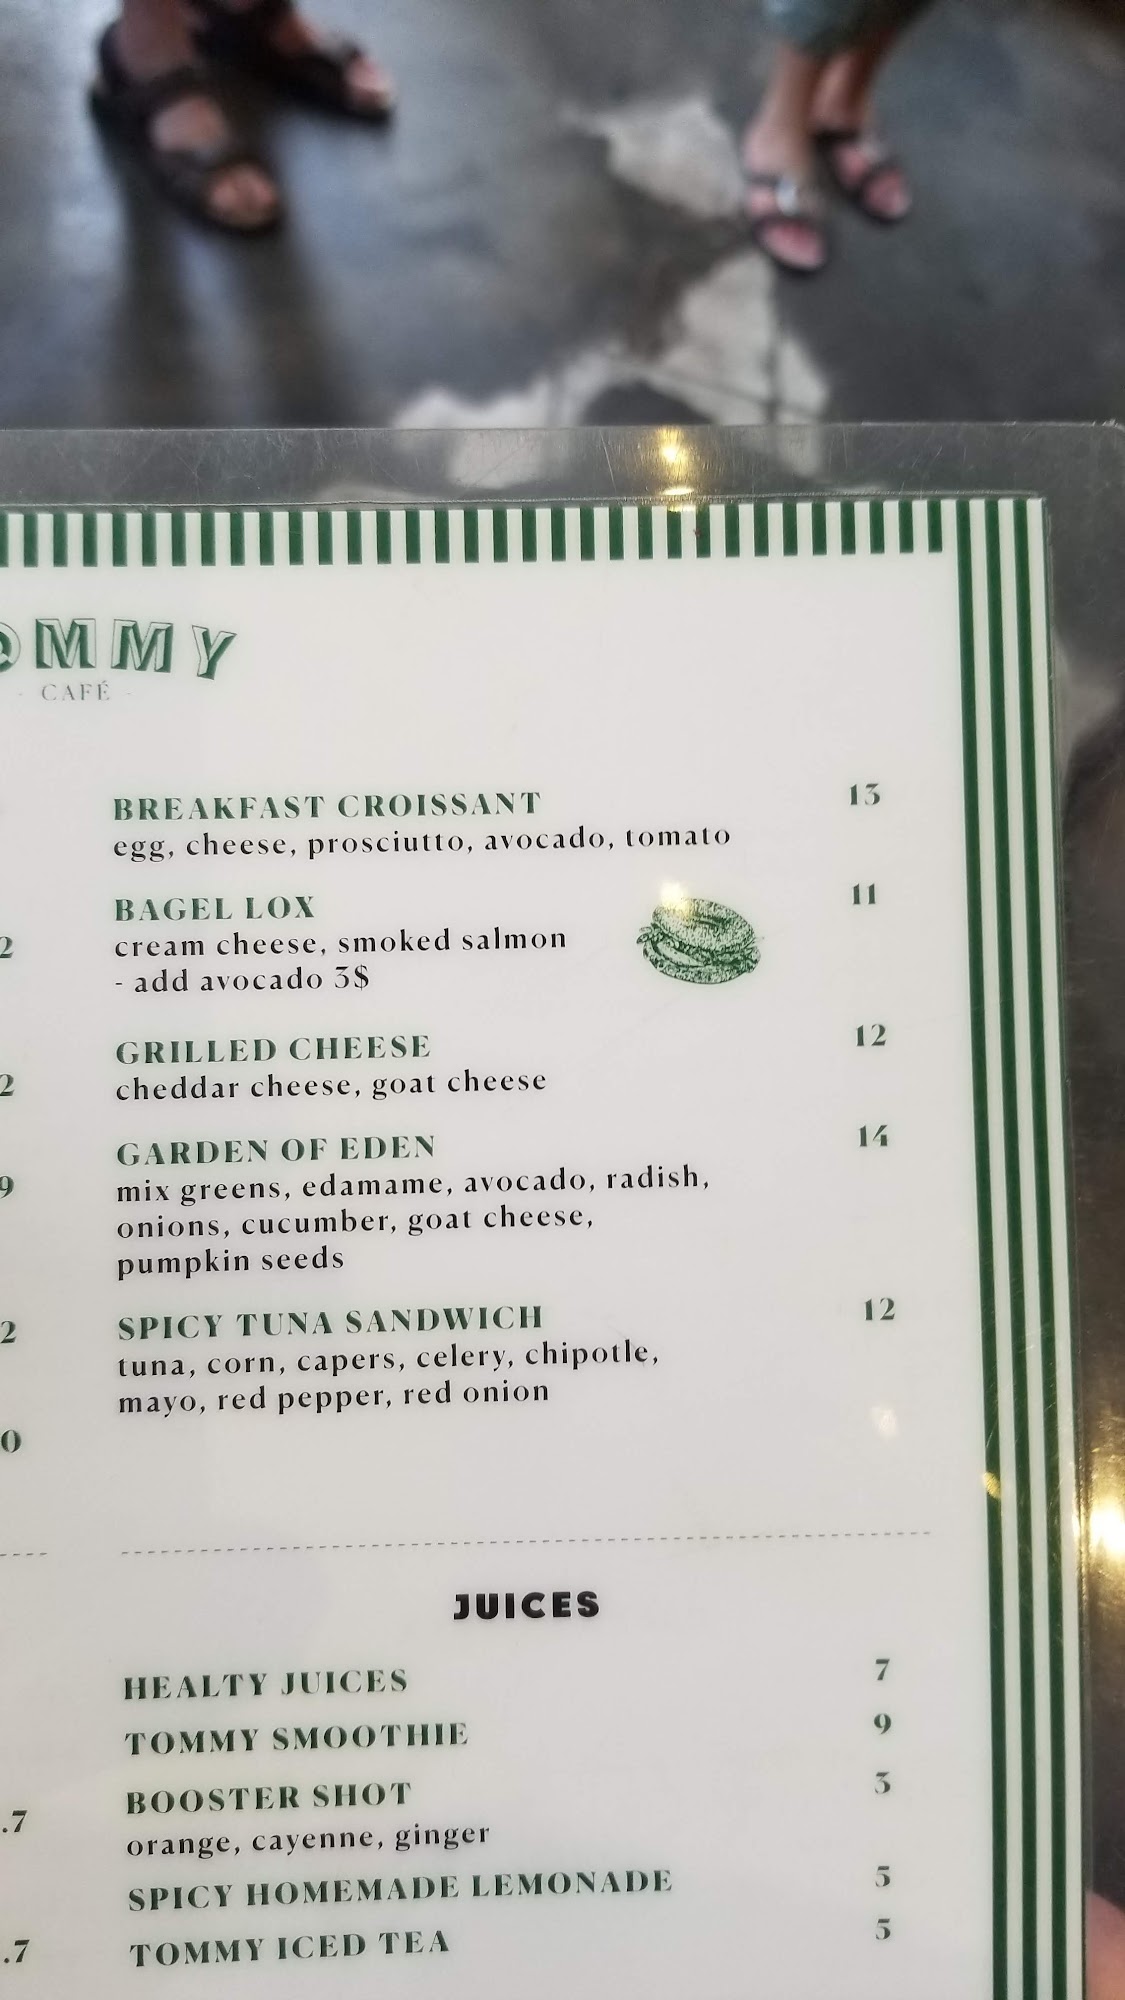 OMMY
- CAFÉ -
BREAKFAST CROISSANT 13
egg, cheese, prosciutto, avocado, tomato
BAGEL LOX 11
cream cheese, smoked salmon
- add avocado 3$
GRILLED CHEESE 12
cheddar cheese, goat cheese
GARDEN OF EDEN 14
mix greens, edamame, avocado, radish,
onions, cucumber, goat cheese,
pumpkin seeds
SPICY TUNA SANDWICH 12
tuna, corn, capers, celery, chipotle,
mayo, red pepper, red onion
JUICES
HEALTY JUICES 7
TOMMY SMOOTHIE 9
BOOSTER SHOT 3
orange, cayenne, ginger
SPICY HOMEMADE LEMONADE 5
TOMMY ICED TEA 5
2
2
9
2
0
.7
.7